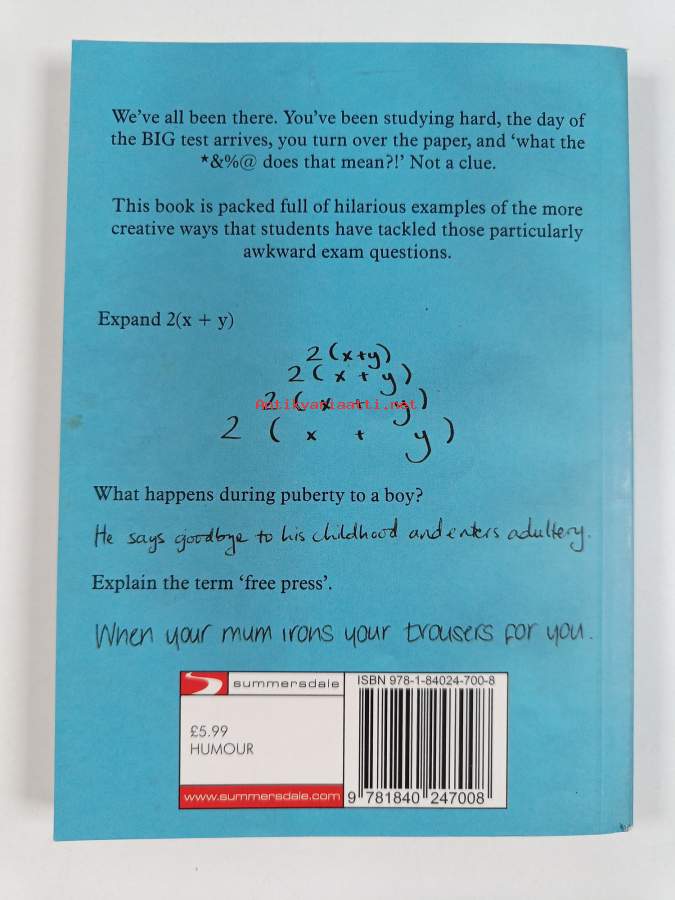 We've all been there. You've been studying hard, the day of
the BIG test arrives, you turn over the paper, and 'what the
*&%@ does that mean?!' Not a clue.
This book is packed full of hilarious examples of the more
creative ways that students have tackled those particularly
awkward exam questions.
Expand 2(x + y)
2(x+y)
2(x + y)
2( x + y)
Antikvariaatti.net
2 ( x + y )
What happens during puberty to a boy?
He says goodbye to his childhood and enters adultery.
Explain the term 'free press'.
When your mum irons your trousers for you.
summersdale
ISBN 978-1-84024-700-8
£5.99
HUMOUR
www.summersdale.com
9 781840 247008